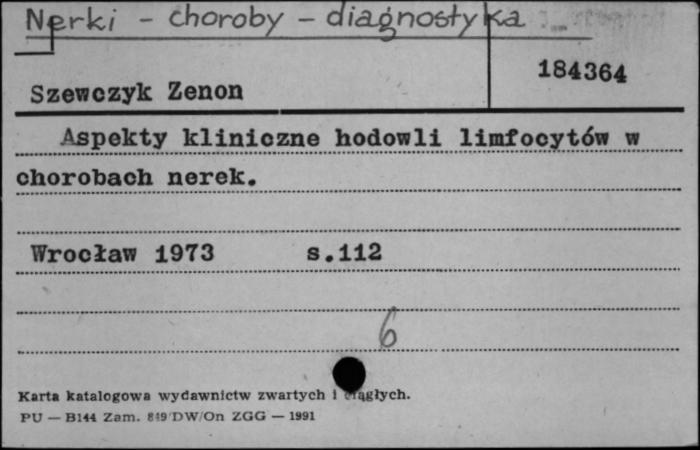 Nerki - choroby - diagnostyka
184364
Szewczyk Zenon
Aspekty kliniczne hodowli limfocytów w
chorobach nerek.
Wrocław 1973 s.112
6
Karta katalogowa wydawnictw zwartych i ciągłych.
PU — B144 Zam. 849/DW/On ZGG — 1991